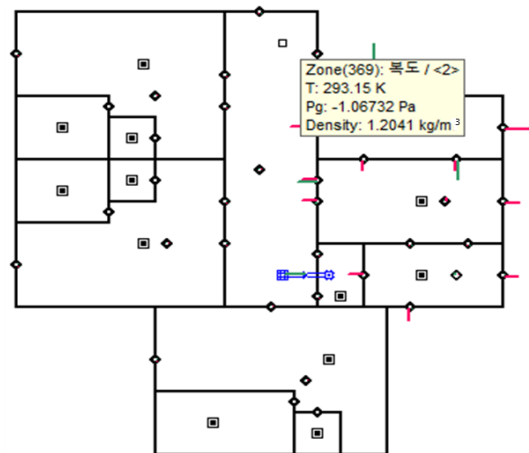 Zone(369): 복도 / <2>
T: 293.15 K
Pg: -1.06732 Pa
Density: 1.2041 kg/m³